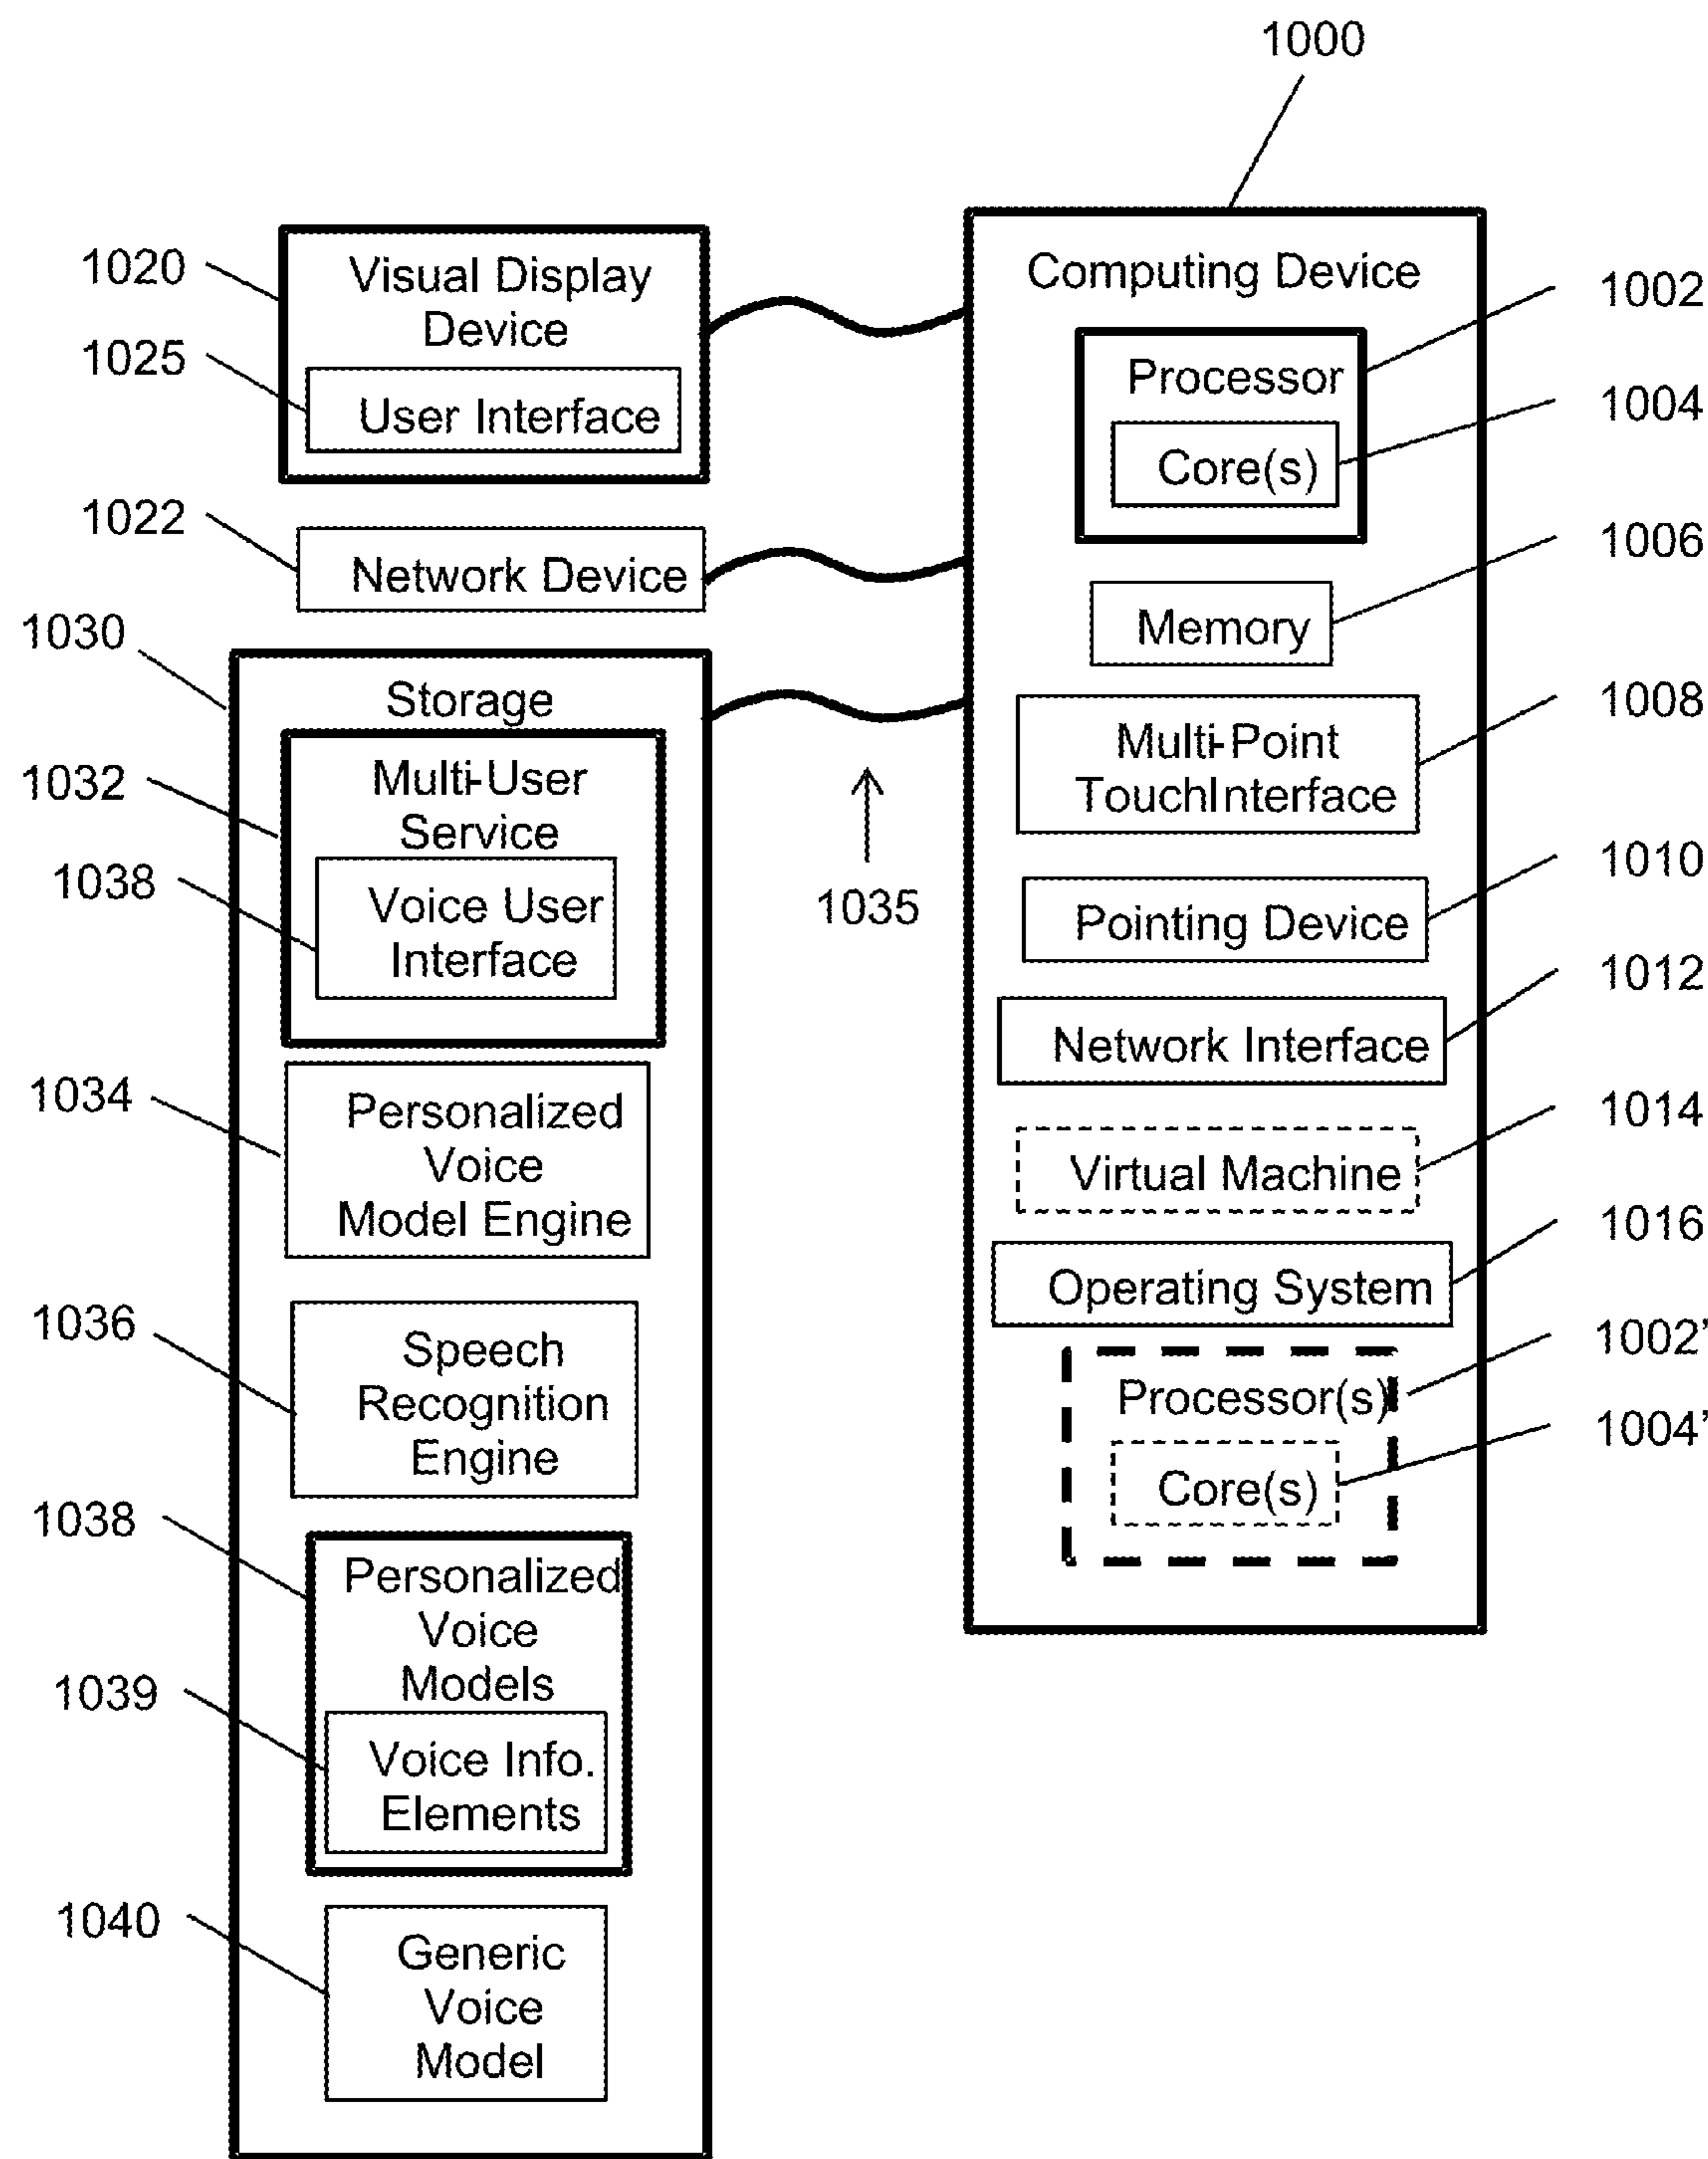 1000
1020
Visual Display
Device
1025
User Interface
1022
Network Device
1030
Storage
1032
Multi-User
Service
1038
Voice User
Interface
1034
Personalized
Voice
Model Engine
1036
Speech
Recognition
Engine
1038
Personalized
Voice
Models
1039
Voice Info.
Elements
1040
Generic
Voice
Model
1035
Computing Device
1002
Processor
1004
Core(s)
1006
Memory
1008
Multi-Point
TouchInterface
1010
Pointing Device
1012
Network Interface
1014
Virtual Machine
1016
Operating System
1002’
Processor(s)
1004’
Core(s)